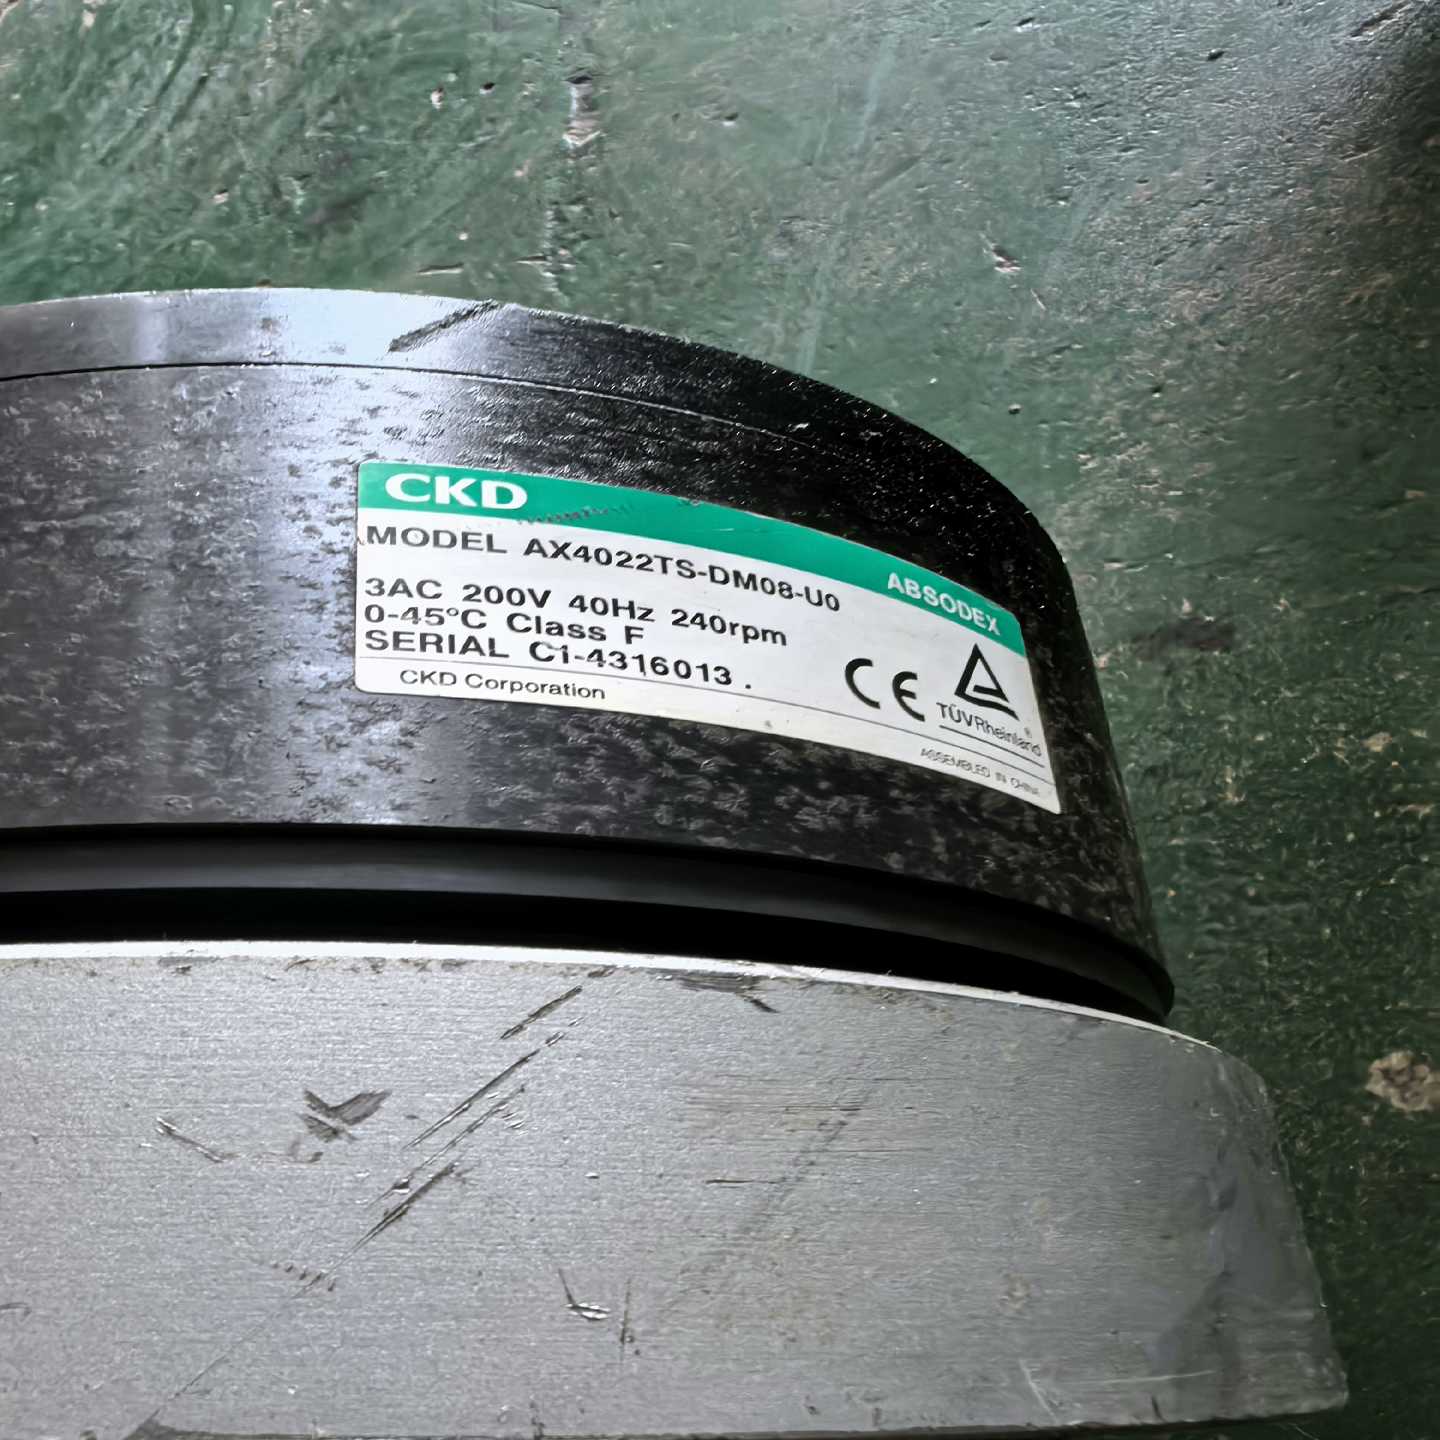 CKD
ABSODEX
MODEL AX4022TS-DM08-U0
3AC 200V 40Hz 240rpm
0-45°C Class F
SERIAL Ci-4316013 .
CKD Corporation
CE
TÜVRheinland®
ASSEMBLED IN CHINA